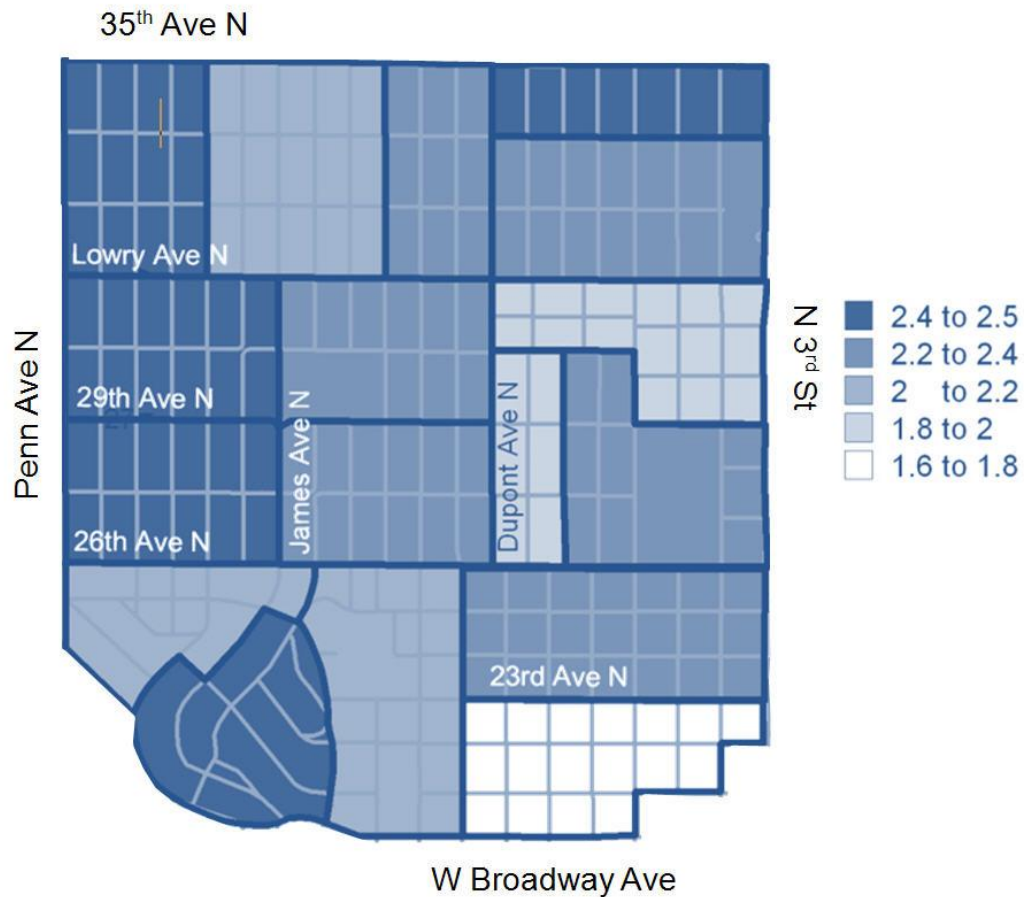 35th Ave N
Lowry Ave N
29th Ave N
26th Ave N
23rd Ave N
Penn Ave N
James Ave N
Dupont Ave N
N 3rd St
2.4 to 2.5
2.2 to 2.4
2 to 2.2
1.8 to 2
1.6 to 1.8
W Broadway Ave